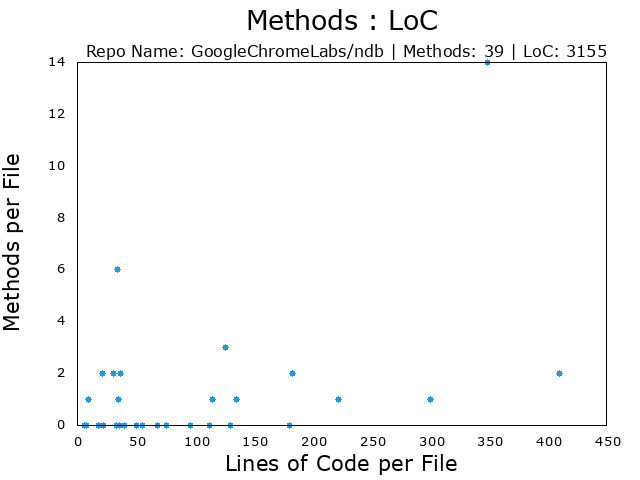 Methods : LoC
Repo Name: GoogleChromeLabs/ndb | Methods: 39 | LoC: 3155
14
12
10
8
6
4
2
0
Methods per File
0 50 100 150 200 250 300 350 400 450
Lines of Code per File